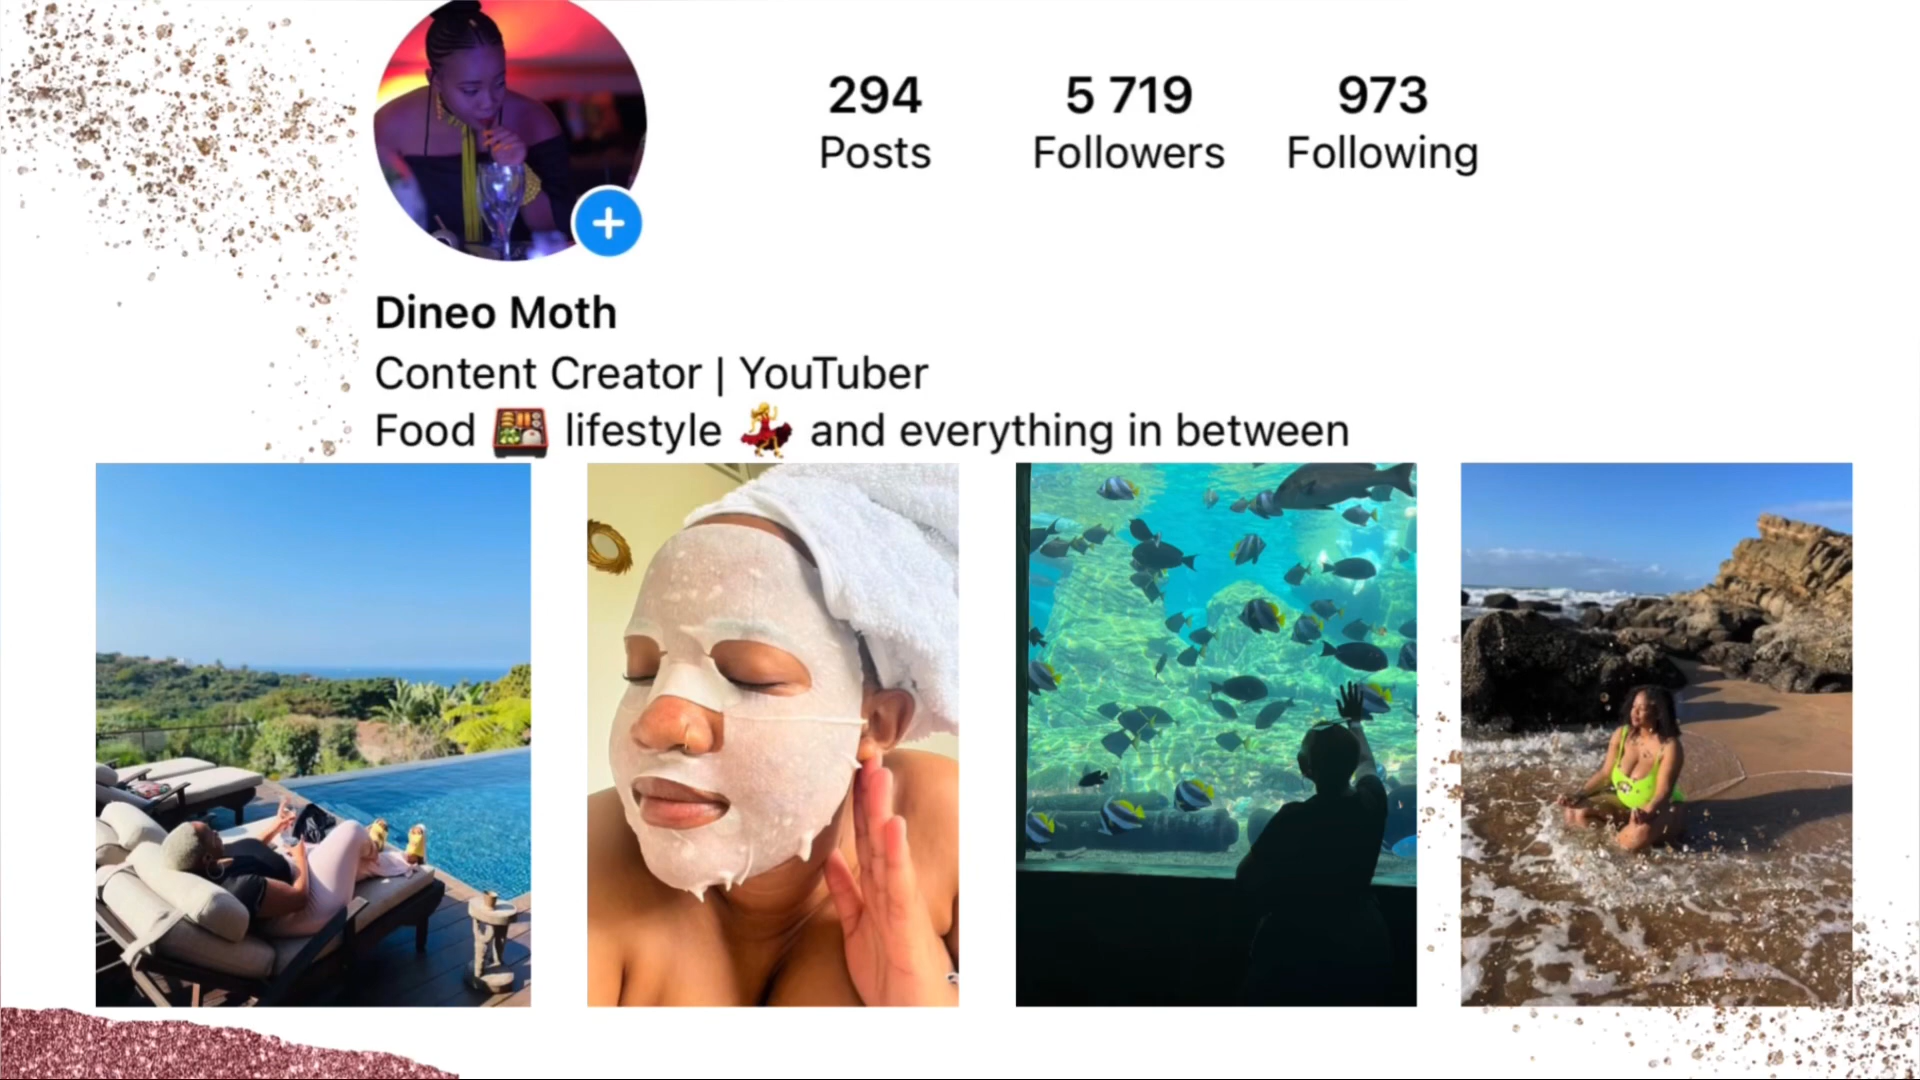 294 5 719 973
Posts Followers Following
Dineo Moth
Content Creator | YouTuber
Food 🍱 lifestyle 💃 and everything in between